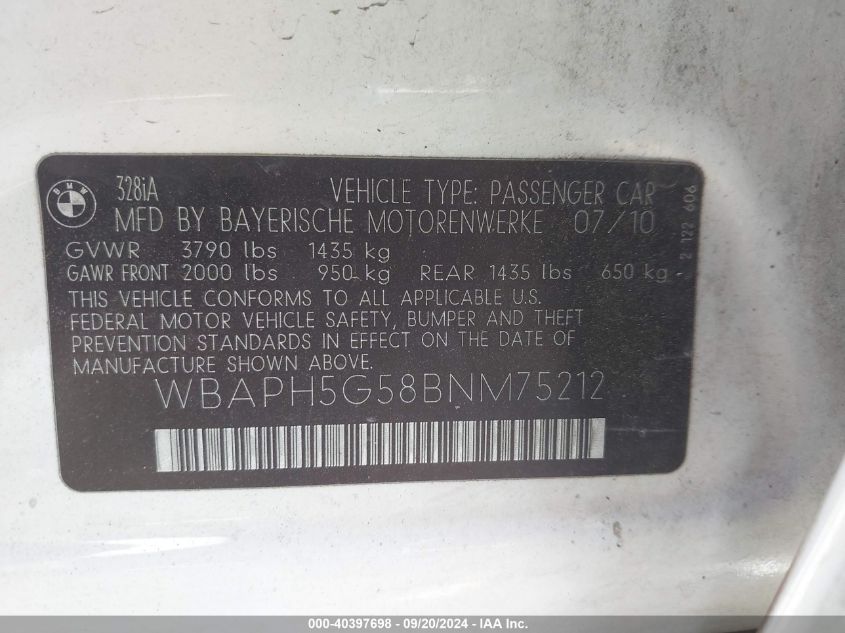 BMW
328iA VEHICLE TYPE: PASSENGER CAR
MFD BY BAYERISCHE MOTORENWERKE 07/10
GVWR 3790 lbs 1435 kg
GAWR FRONT 2000 lbs 950 kg REAR 1435 lbs 650 kg
THIS VEHICLE CONFORMS TO ALL APPLICABLE U.S.
FEDERAL MOTOR VEHICLE SAFETY, BUMPER AND THEFT
PREVENTION STANDARDS IN EFFECT ON THE DATE OF
MANUFACTURE SHOWN ABOVE.
WBAPH5G58BNM75212
2 122 606
000-40397698 - 09/20/2024 - IAA Inc.